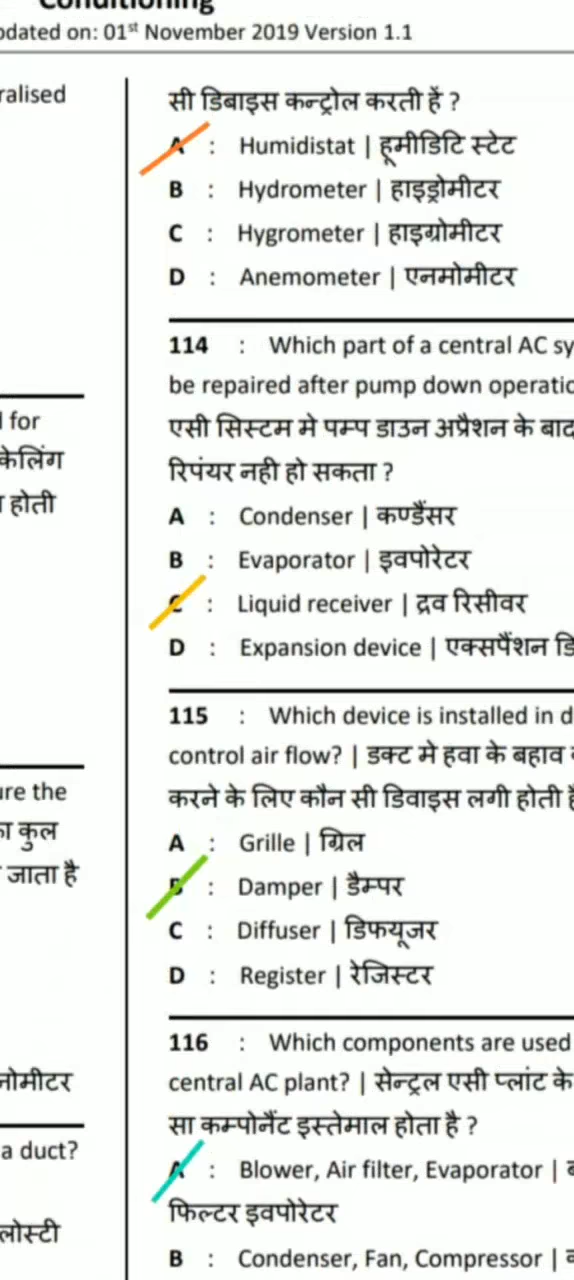 Conditioning
pdated on: 01st November 2019 Version 1.1
ralised
for
केलिंग
होती
ure the
का कुल
जाता है
नोमीटर
a duct?
लोस्टी
सी डिबाइस कन्ट्रोल करती हैं ?
A : Humidistat | हूमीडिटि स्टेट
B : Hydrometer | हाइड्रोमीटर
C : Hygrometer | हाइग्रोमीटर
D : Anemometer | एनमोमीटर
114 : Which part of a central AC sy
be repaired after pump down operatio
एसी सिस्टम मे पम्प डाउन अप्रैशन के बाद
रिपंयर नही हो सकता ?
A : Condenser | कण्डैंसर
B : Evaporator | इवपोरेटर
C : Liquid receiver | द्रव रिसीवर
D : Expansion device | एक्सपैंशन डि
115 : Which device is installed in d
control air flow? | डक्ट मे हवा के बहाव
करने के लिए कौन सी डिवाइस लगी होती है
A : Grille | ग्रिल
B : Damper | डैम्पर
C : Diffuser | डिफयूजर
D : Register | रेजिस्टर
116 : Which components are used
central AC plant? | सेन्ट्रल एसी प्लांट के
सा कम्पोनैंट इस्तेमाल होता है ?
A : Blower, Air filter, Evaporator |
फिल्टर इवपोरेटर
B : Condenser, Fan, Compressor |